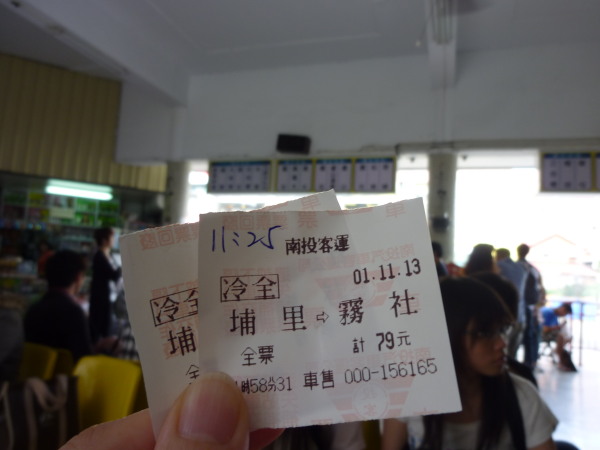 11:25 南投客運
冷全 01.11.13
埔里⇨霧社
全票 計 79元
時58分31 車售 000-156165
冷
埔
全